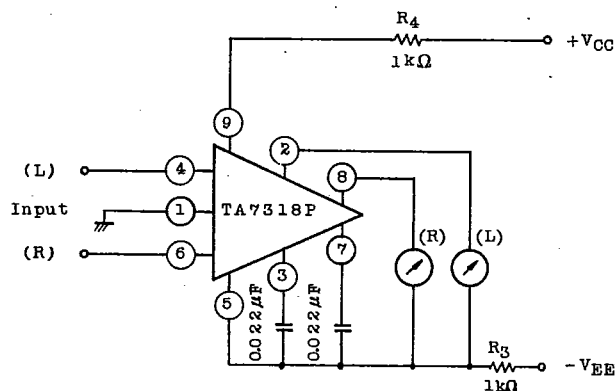 R4
1kΩ
+VCC
9
2
8
(L)
4
Input
1
TA7318P
(R)
6
7
3
5
(R)
(L)
0.022μF
0.022μF
R3
1kΩ
-VEE